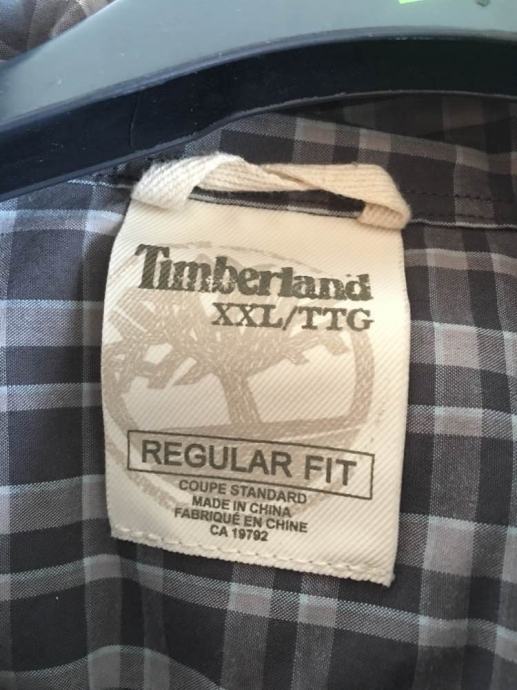 Timberland
XXL/TTG
REGULAR FIT
COUPE STANDARD
MADE IN CHINA
FABRIQUÉ EN CHINE
CA 19792